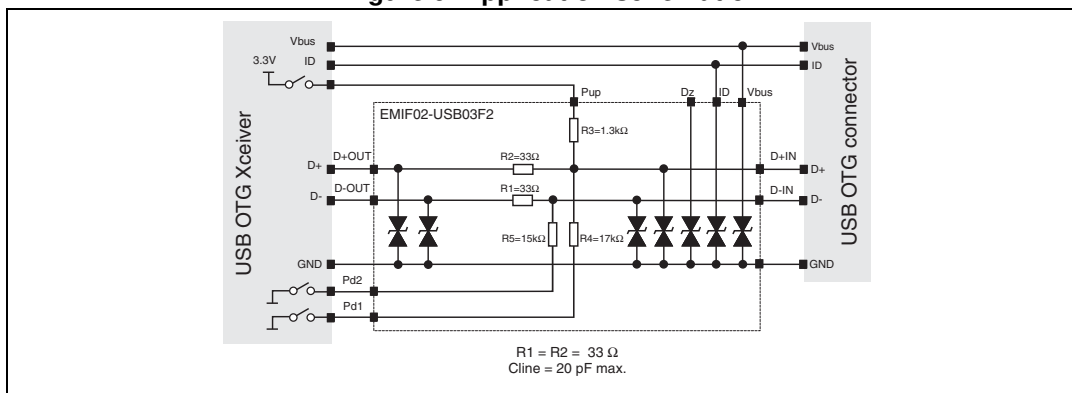 Vbus
Vbus
3.3V
ID
ID
Pup
Dz
ID
Vbus
EMIF02-USB03F2
R3=1.3kΩ
USB OTG Xceiver
USB OTG connector
D+
D+OUT
R2=33Ω
D+IN
D+
D-
D-OUT
R1=33Ω
D-IN
D-
R5=15kΩ
R4=17kΩ
GND
GND
Pd2
Pd1
R1 = R2 = 33 Ω
Cline = 20 pF max.